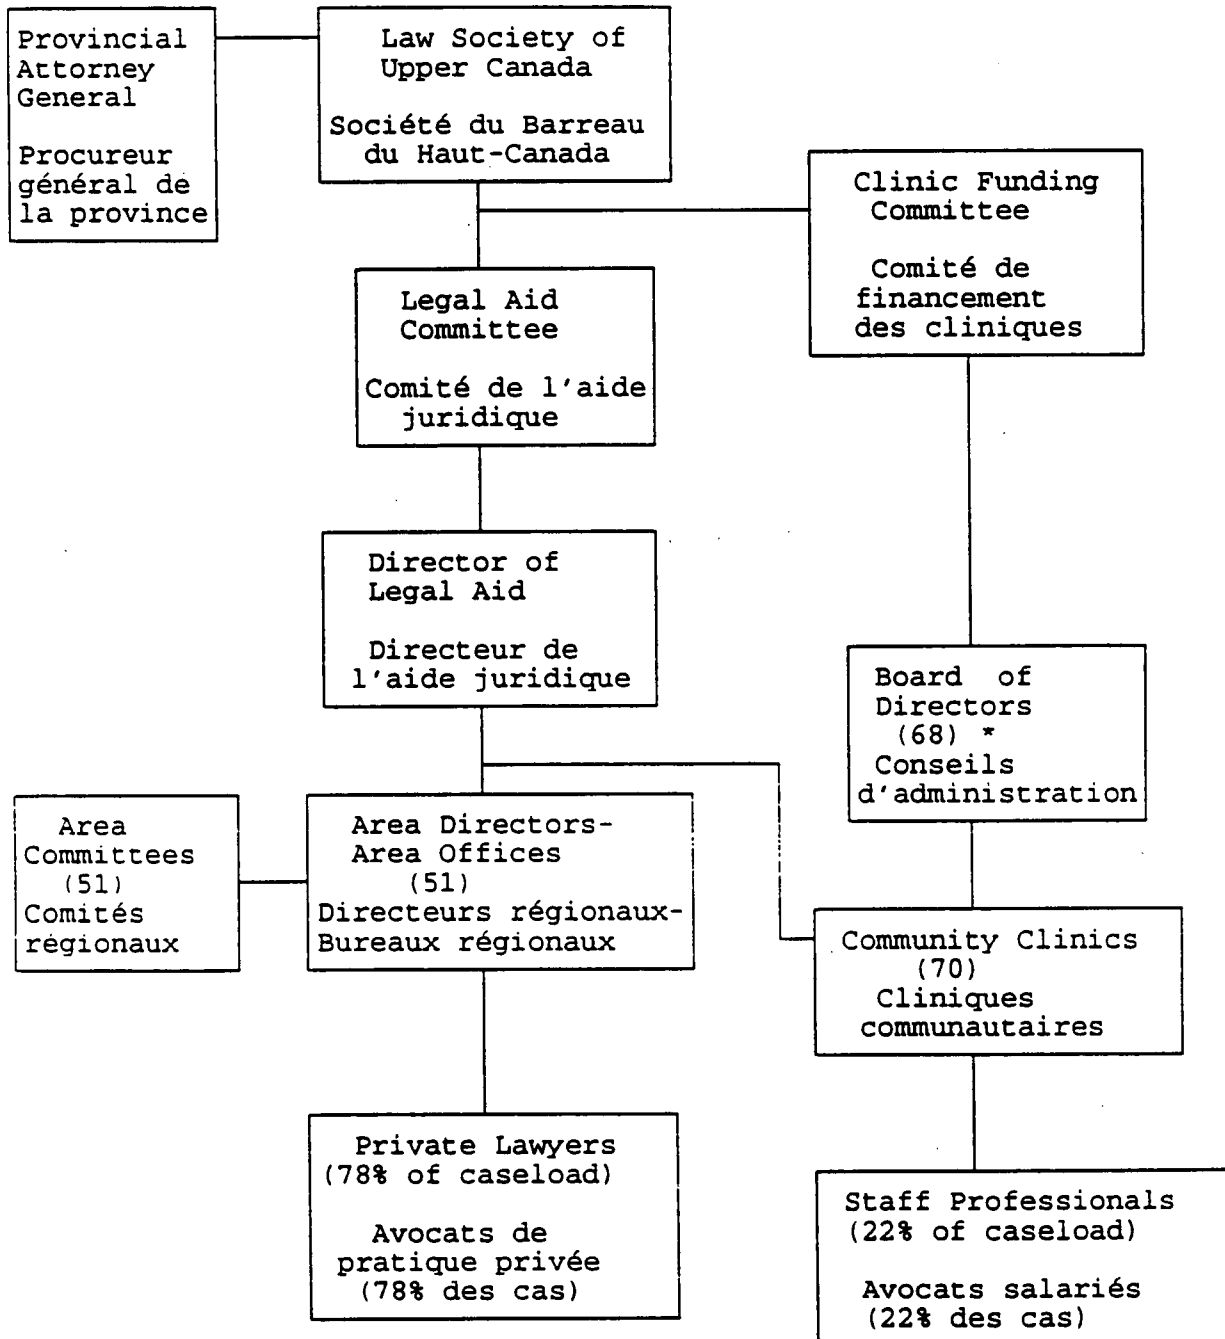 Provincial
Attorney
General
Procureur
général de
la province
Law Society of
Upper Canada
Société du Barreau
du Haut-Canada
Clinic Funding
Committee
Comité de
financement
des cliniques
Legal Aid
Committee
Comité de l'aide
juridique
Director of
Legal Aid
Directeur de
l'aide juridique
Board of
Directors
(68) *
Conseils
d'administration
Area
Committees
(51)
Comités
régionaux
Area Directors-
Area Offices
(51)
Directeurs régionaux-
Bureaux régionaux
Community Clinics
(70)
Cliniques
communautaires
Private Lawyers
(78% of caseload)
Avocats de
pratique privée
(78% des cas)
Staff Professionals
(22% of caseload)
Avocats salariés
(22% des cas)